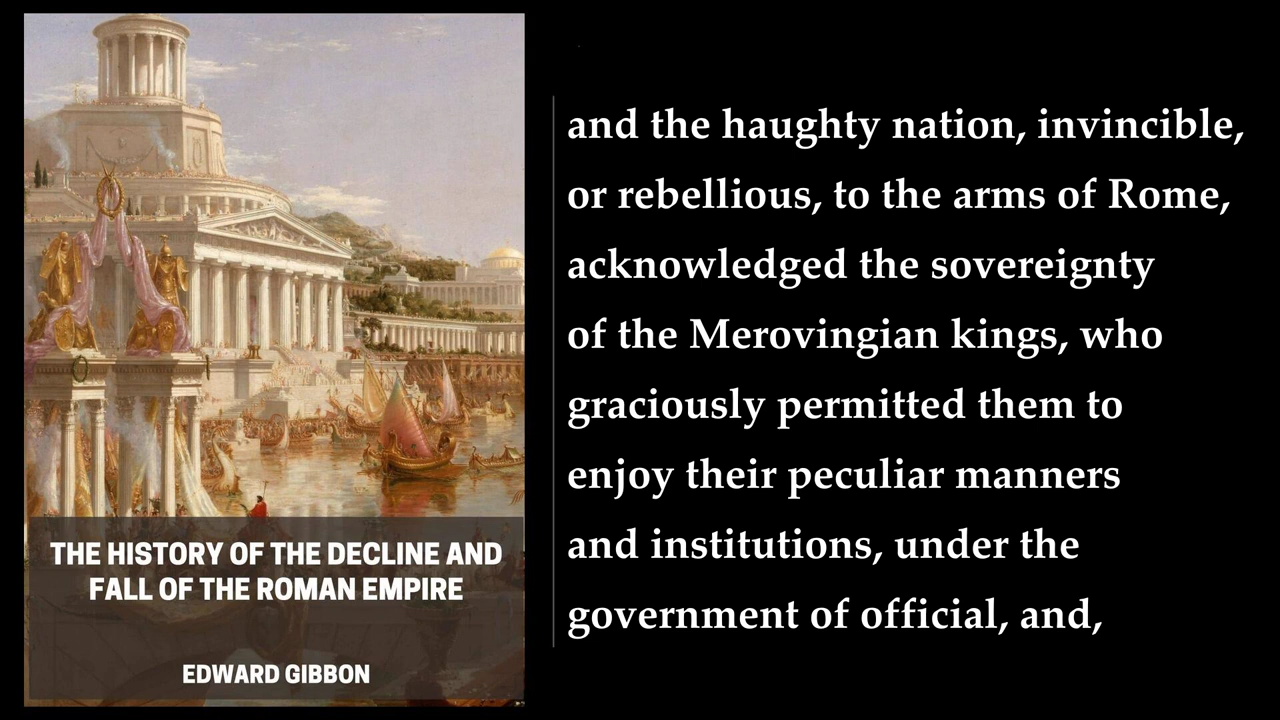 THE HISTORY OF THE DECLINE AND
FALL OF THE ROMAN EMPIRE
EDWARD GIBBON
and the haughty nation, invincible,
or rebellious, to the arms of Rome,
acknowledged the sovereignty
of the Merovingian kings, who
graciously permitted them to
enjoy their peculiar manners
and institutions, under the
government of official, and,